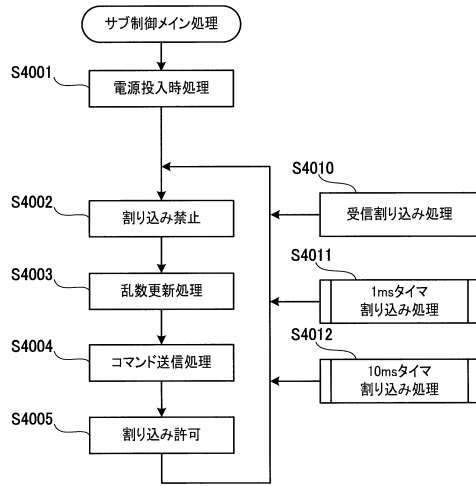 サブ制御メイン処理
S4001
電源投入時処理
S4002
割り込み禁止
S4003
乱数更新処理
S4004
コマンド送信処理
S4005
割り込み許可
S4010
受信割り込み処理
S4011
1msタイマ
割り込み処理
S4012
10msタイマ
割り込み処理